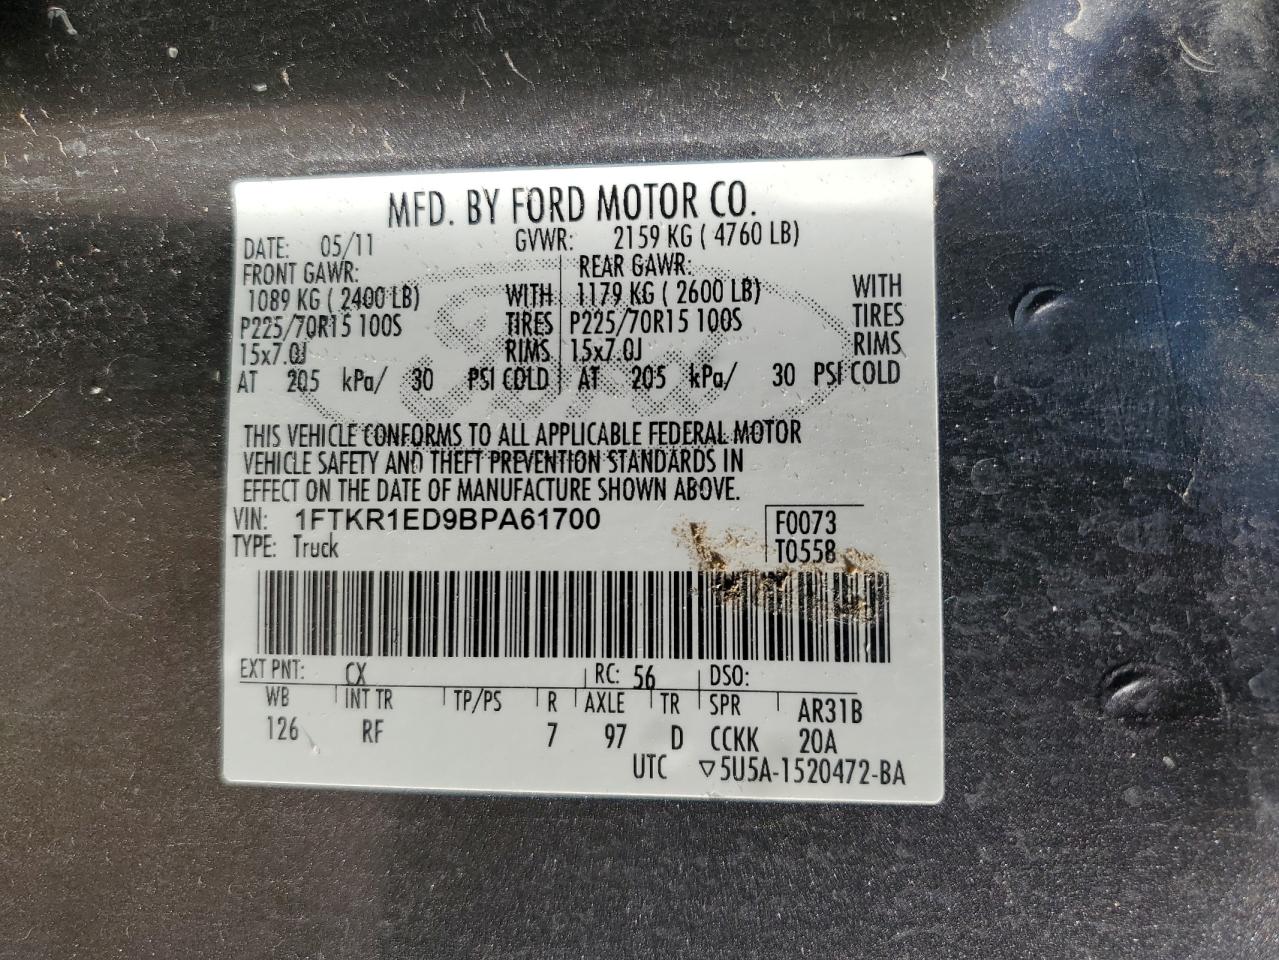 MFD. BY FORD MOTOR CO.
DATE: 05/11 GVWR: 2159 KG ( 4760 LB)
FRONT GAWR: REAR GAWR:
1089 KG ( 2400 LB) WITH 1179 KG ( 2600 LB) WITH
P225/70R15 100S TIRES P225/70R15 100S TIRES
15x7.0J RIMS 15x7.0J RIMS
AT 205 kPa/ 30 PSI COLD AT 205 kPa/ 30 PSI COLD
Ford
THIS VEHICLE CONFORMS TO ALL APPLICABLE FEDERAL MOTOR
VEHICLE SAFETY AND THEFT PREVENTION STANDARDS IN
EFFECT ON THE DATE OF MANUFACTURE SHOWN ABOVE.
VIN: 1FTKR1ED9BPA61700 F0073
TYPE: Truck T0558
EXT PNT: CX RC: 56 DSO:
WB INT TR TP/PS R AXLE TR SPR AR31B
126 RF 7 97 D CCKK 20A
UTC ▽5U5A-1520472-BA